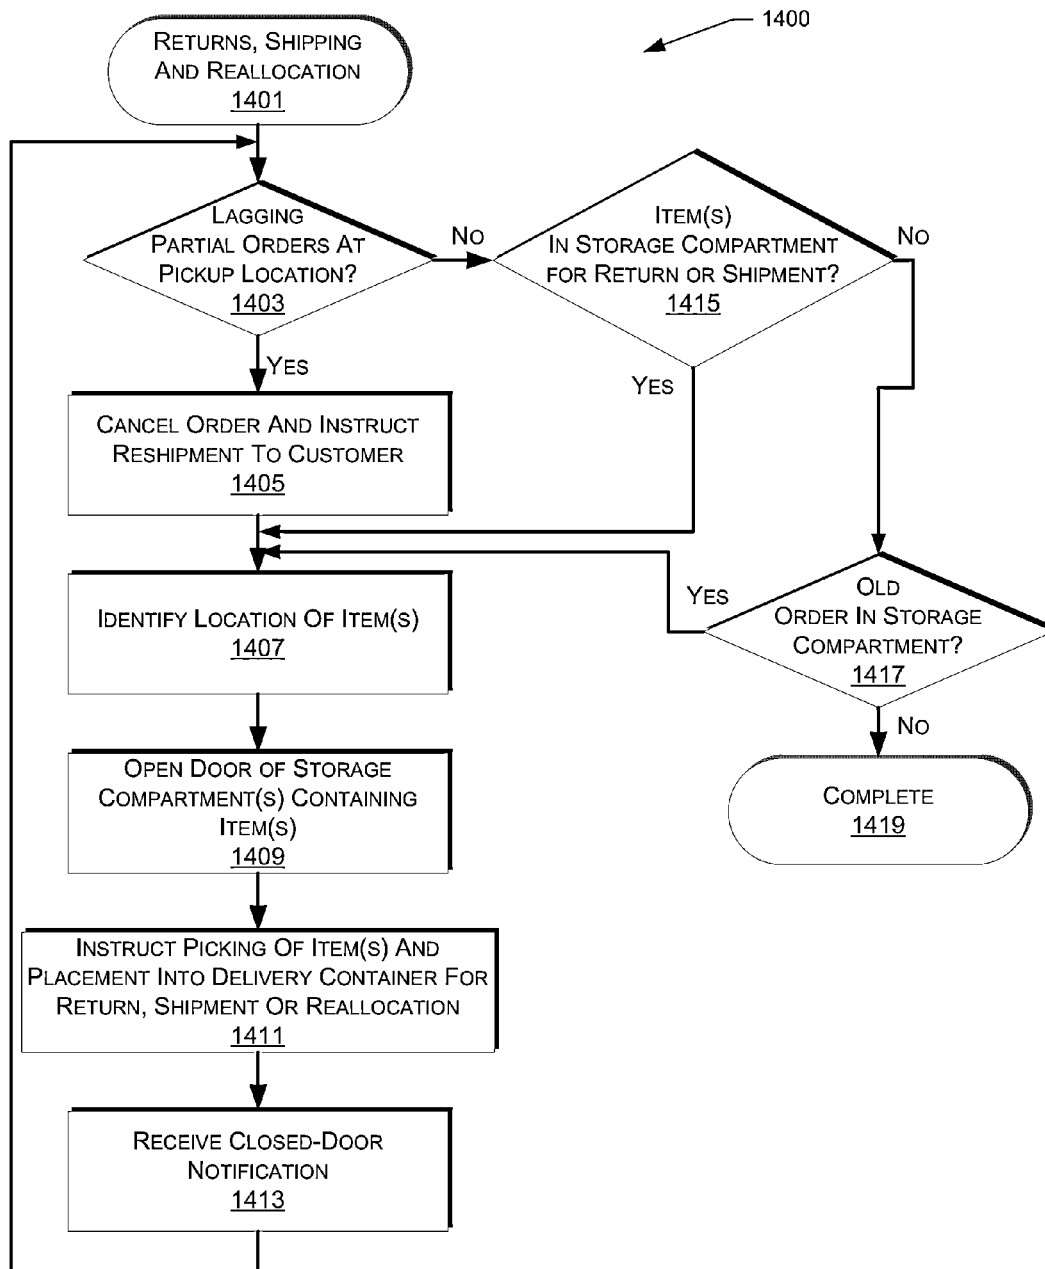 1400
RETURNS, SHIPPING
AND REALLOCATION
1401
LAGGING
PARTIAL ORDERS AT
PICKUP LOCATION?
1403
NO
ITEM(S)
IN STORAGE COMPARTMENT
FOR RETURN OR SHIPMENT?
1415
NO
YES
YES
CANCEL ORDER AND INSTRUCT
RESHIPMENT TO CUSTOMER
1405
IDENTIFY LOCATION OF ITEM(S)
1407
YES
OLD
ORDER IN STORAGE
COMPARTMENT?
1417
NO
OPEN DOOR OF STORAGE
COMPARTMENT(S) CONTAINING
ITEM(S)
1409
COMPLETE
1419
INSTRUCT PICKING OF ITEM(S) AND
PLACEMENT INTO DELIVERY CONTAINER FOR
RETURN, SHIPMENT OR REALLOCATION
1411
RECEIVE CLOSED-DOOR
NOTIFICATION
1413